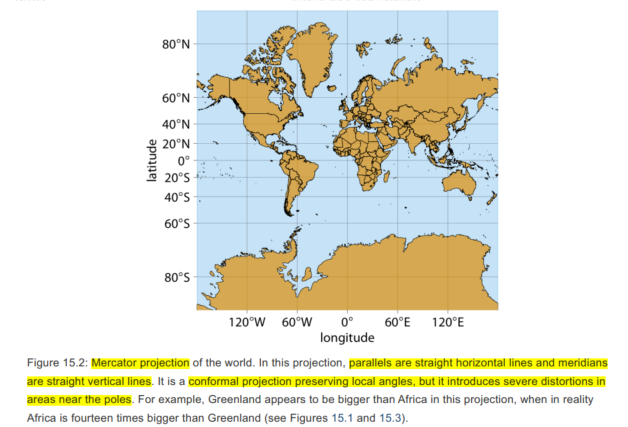 80°N
60°N
40°N
20°N
0°
20°S
40°S
60°S
80°S
latitude
120°W 60°W 0° 60°E 120°E
longitude
Figure 15.2: Mercator projection of the world. In this projection, parallels are straight horizontal lines and meridians
are straight vertical lines. It is a conformal projection preserving local angles, but it introduces severe distortions in
areas near the poles. For example, Greenland appears to be bigger than Africa in this projection, when in reality
Africa is fourteen times bigger than Greenland (see Figures 15.1 and 15.3).